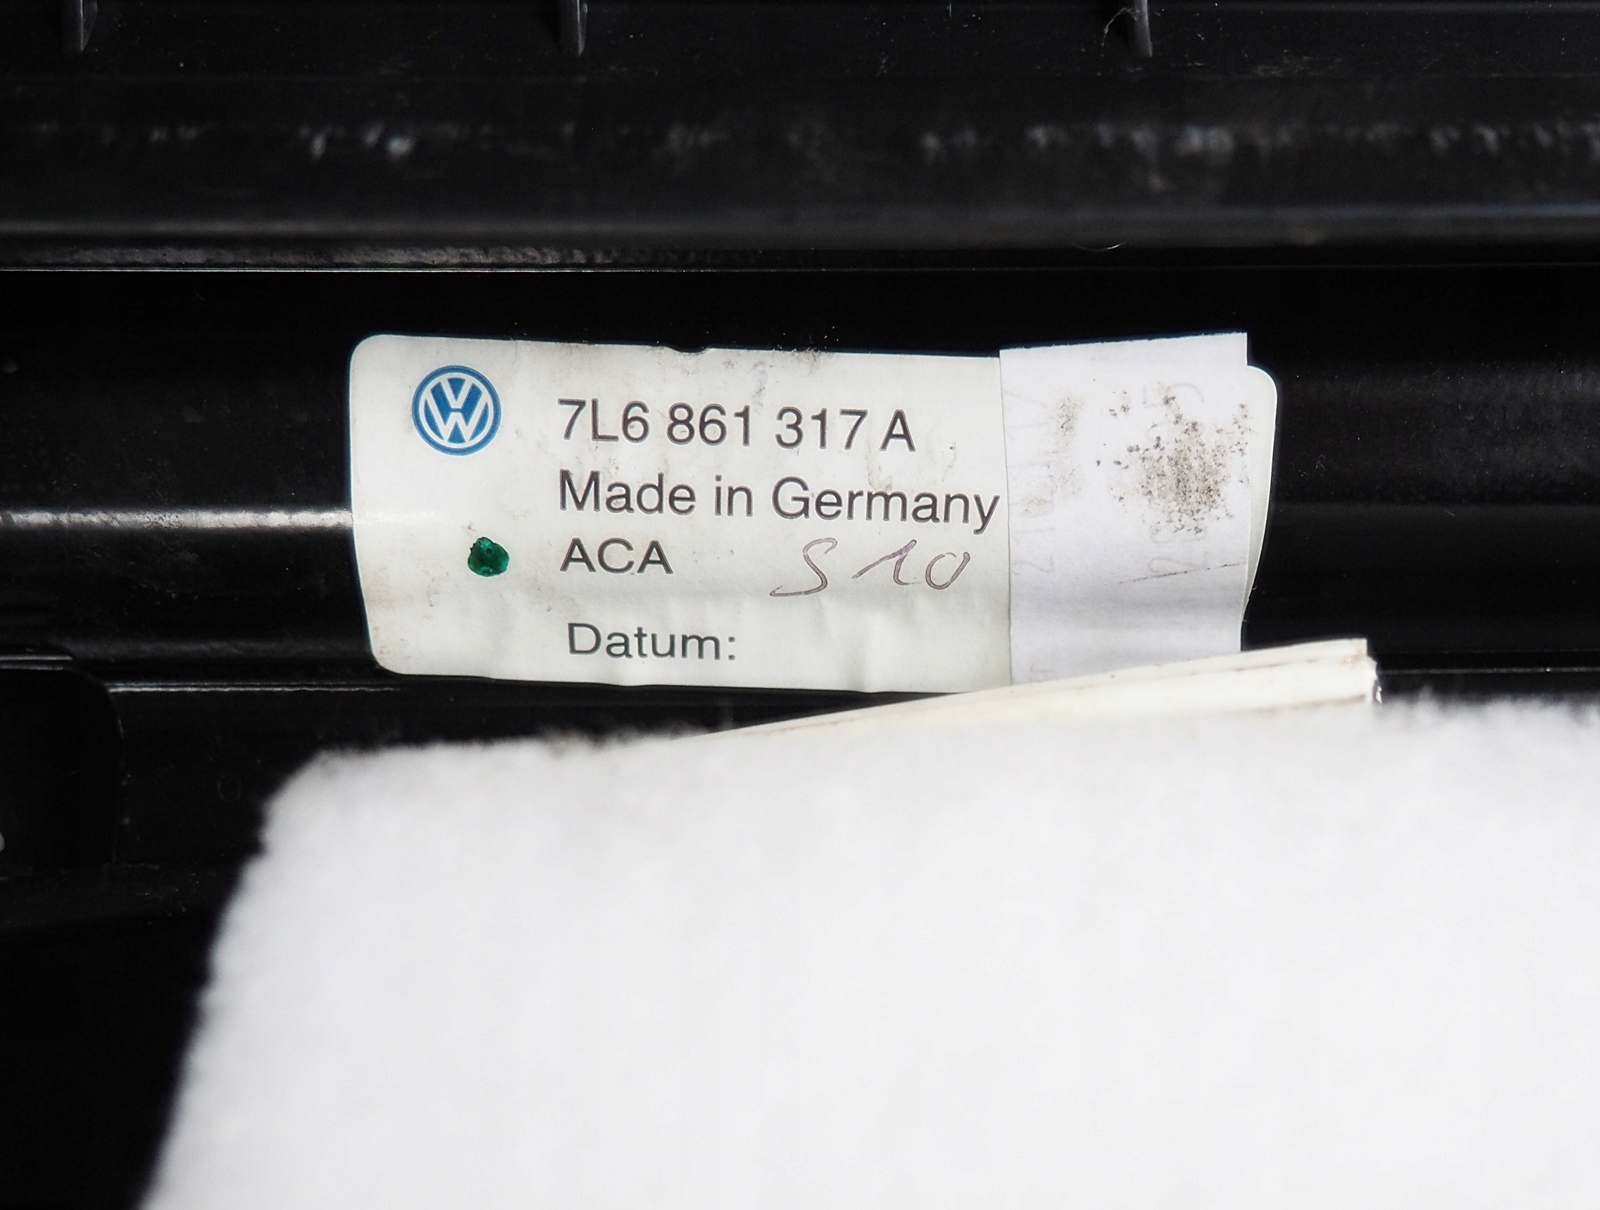 7L6 861 317 A
Made in Germany
ACA S10
Datum: